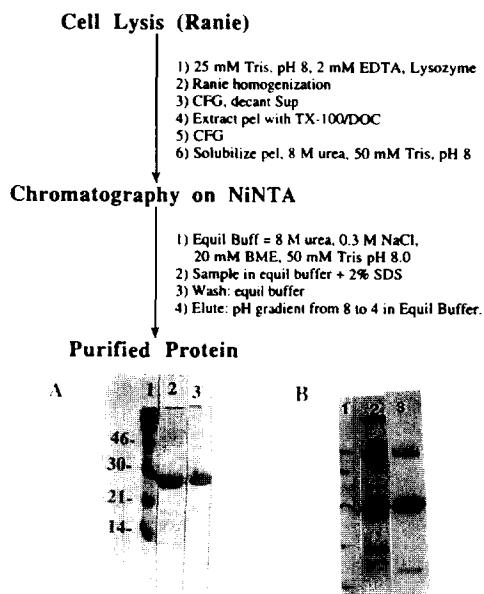 Cell Lysis (Ranie)
1) 25 mM Tris, pH 8, 2 mM EDTA, Lysozyme
2) Ranie homogenization
3) CFG, decant Sup
4) Extract pel with TX-100/DOC
5) CFG
6) Solubilize pel, 8 M urea, 50 mM Tris, pH 8
Chromatography on NiNTA
1) Equil Buff = 8 M urea, 0.3 M NaCl,
20 mM BME, 50 mM Tris pH 8.0
2) Sample in equil buffer + 2% SDS
3) Wash: equil buffer
4) Elute: pH gradient from 8 to 4 in Equil Buffer.
Purified Protein
A
1 2 3
46-
30-
21-
14-
B
1 2 3